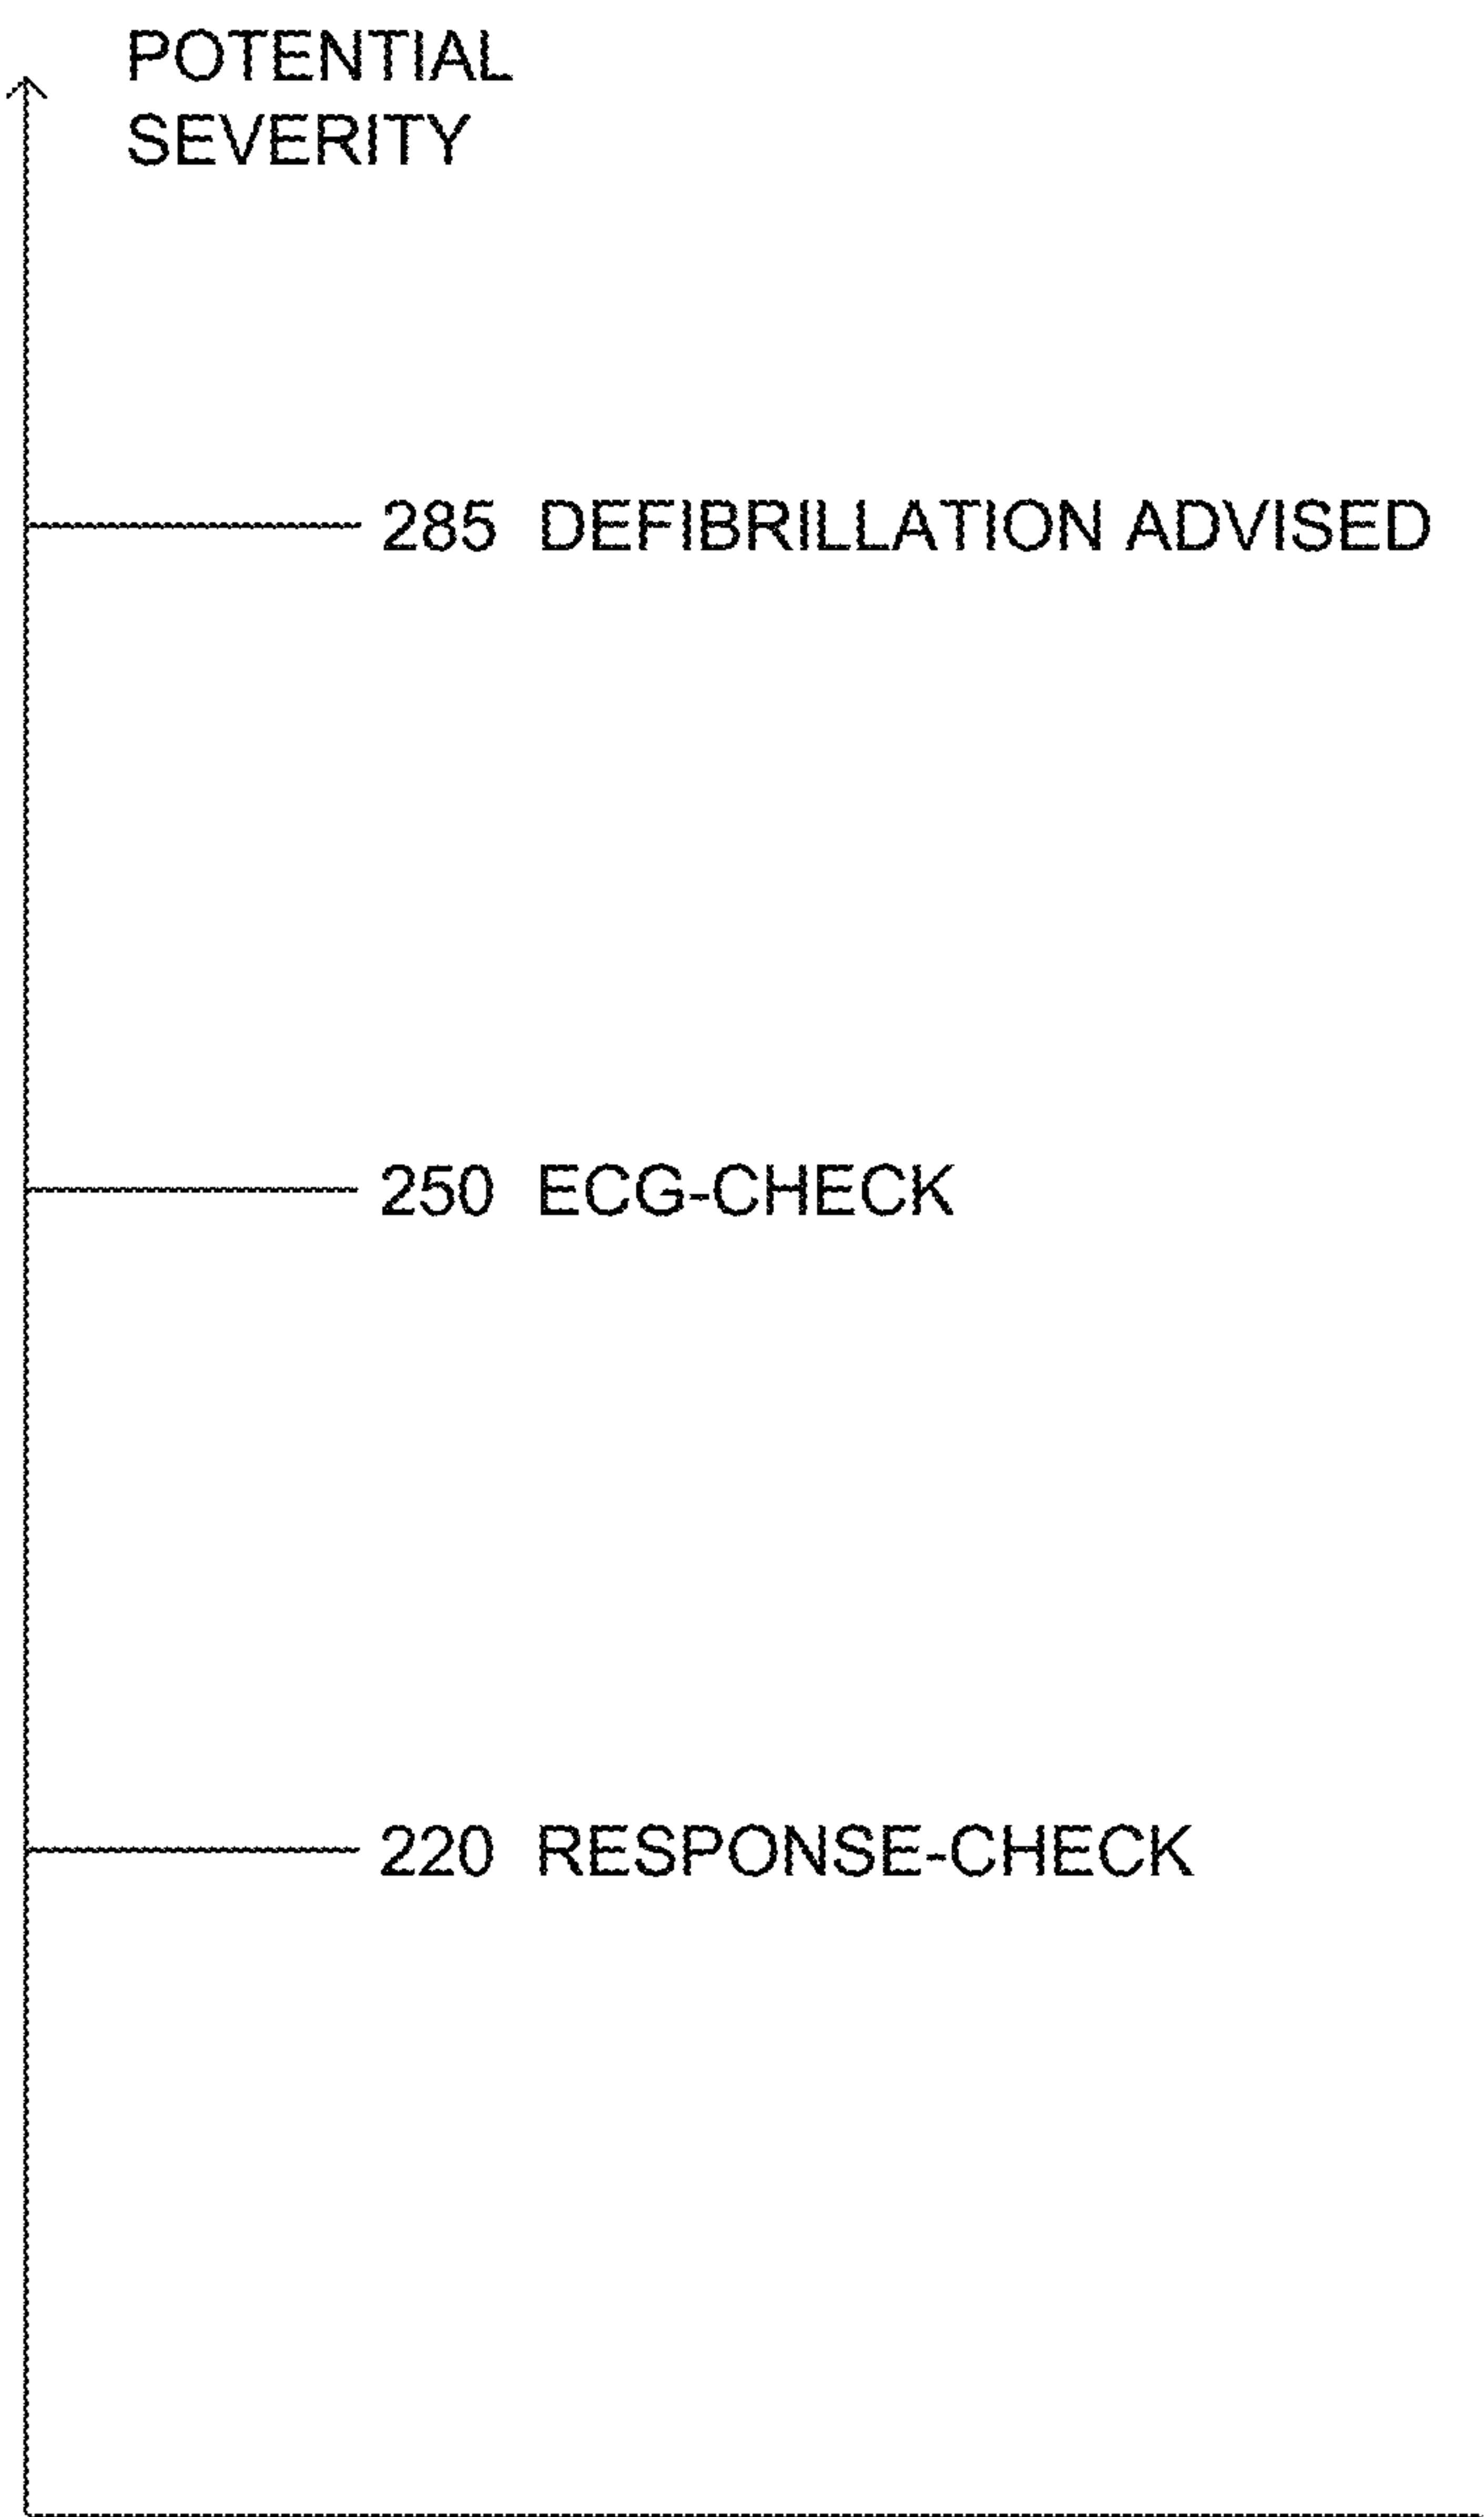 POTENTIAL
SEVERITY
285 DEFIBRILLATION ADVISED
250 ECG-CHECK
220 RESPONSE-CHECK